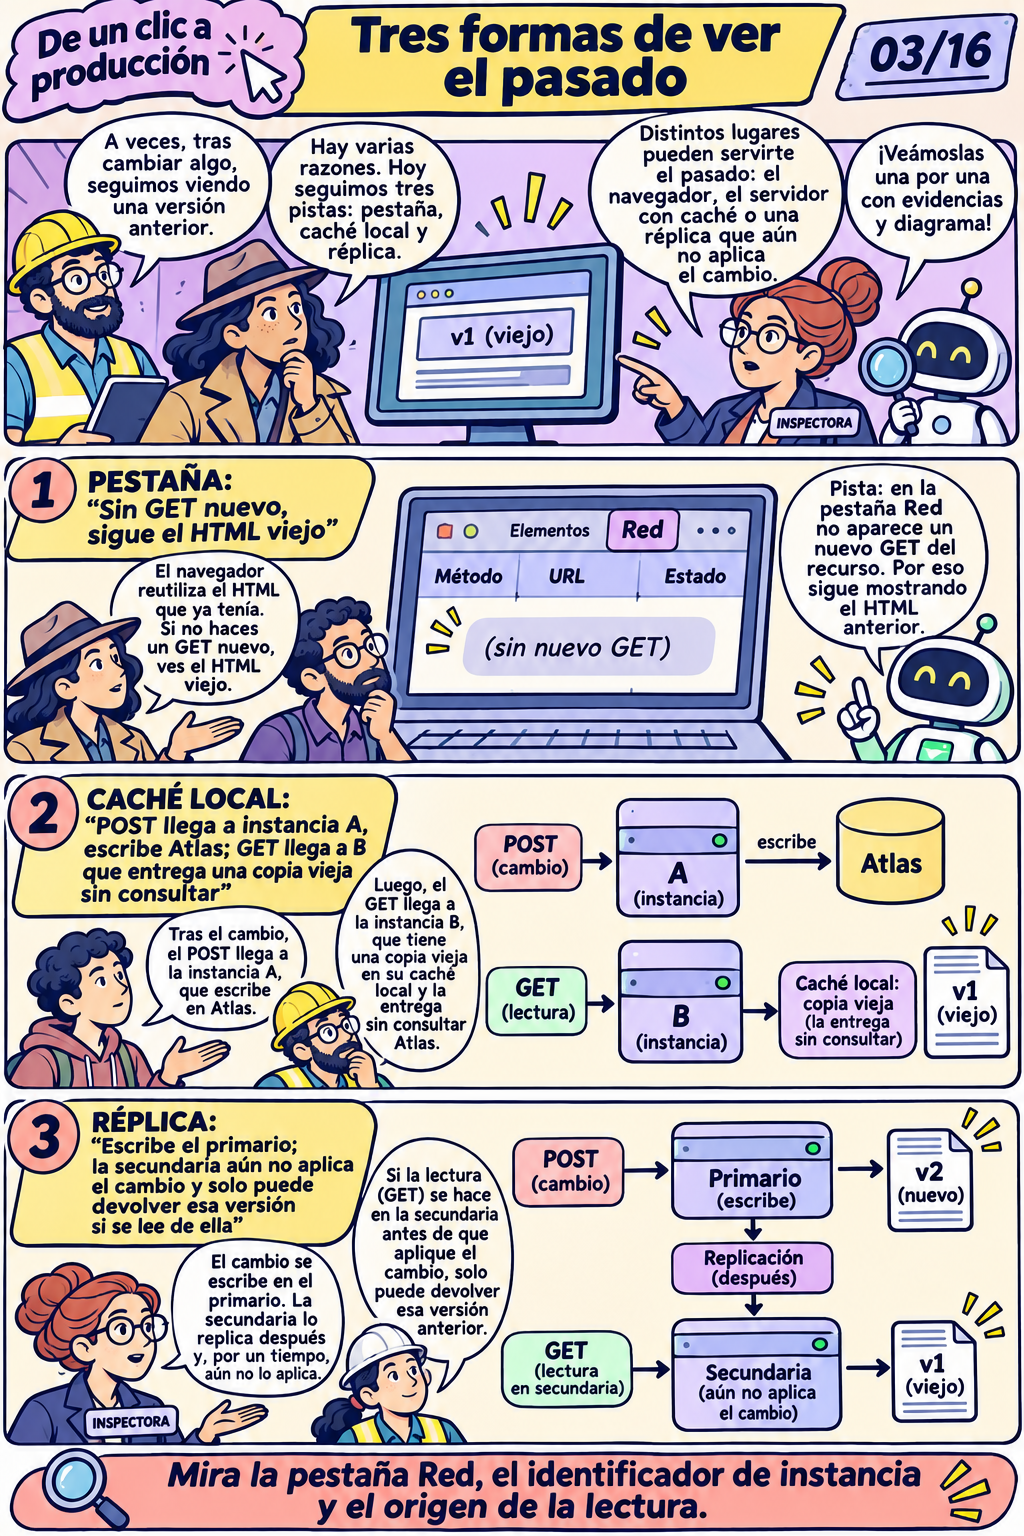 De un clic a
producción
Tres formas de ver
el pasado
03/16
A veces, tras
cambiar algo,
seguimos viendo
una versión
anterior.
Hay varias
razones. Hoy
seguimos tres
pistas: pestaña,
caché local y
réplica.
v1 (viejo)
Distintos lugares
pueden servirte
el pasado: el
navegador, el servidor
con caché o una
réplica que aún
no aplica
el cambio.
¡Veámoslas
una por una
con evidencias
y diagrama!
INSPECTORA
1
PESTAÑA:
“Sin GET nuevo,
sigue el HTML viejo”
El navegador
reutiliza el HTML
que ya tenía.
Si no haces
un GET nuevo,
ves el HTML
viejo.
Elementos
Red
Método
URL
Estado
(sin nuevo GET)
Pista: en la
pestaña Red
no aparece un
nuevo GET del
recurso. Por eso
sigue mostrando
el HTML
anterior.
2
CACHÉ LOCAL:
“POST llega a instancia A,
escribe Atlas; GET llega a B
que entrega una copia vieja
sin consultar”
Tras el cambio,
el POST llega a
la instancia A,
que escribe
en Atlas.
Luego, el
GET llega a
la instancia B,
que tiene
una copia vieja
en su caché
local y la
entrega
sin consultar
Atlas.
POST
(cambio)
A
(instancia)
escribe
Atlas
GET
(lectura)
B
(instancia)
Caché local:
copia vieja
(la entrega
sin consultar)
v1
(viejo)
3
RÉPLICA:
“Escribe el primario;
la secundaria aún no aplica
el cambio y solo puede
devolver esa versión
si se lee de ella”
El cambio se
escribe en el
primario. La
secundaria lo
replica después
y, por un tiempo,
aún no lo aplica.
INSPECTORA
Si la lectura
(GET) se hace
en la secundaria
antes de que
aplique el
cambio, solo
puede devolver
esa versión
anterior.
POST
(cambio)
Primario
(escribe)
v2
(nuevo)
Replicación
(después)
GET
(lectura
en secundaria)
Secundaria
(aún no aplica
el cambio)
v1
(viejo)
Mira la pestaña Red, el identificador de instancia
y el origen de la lectura.